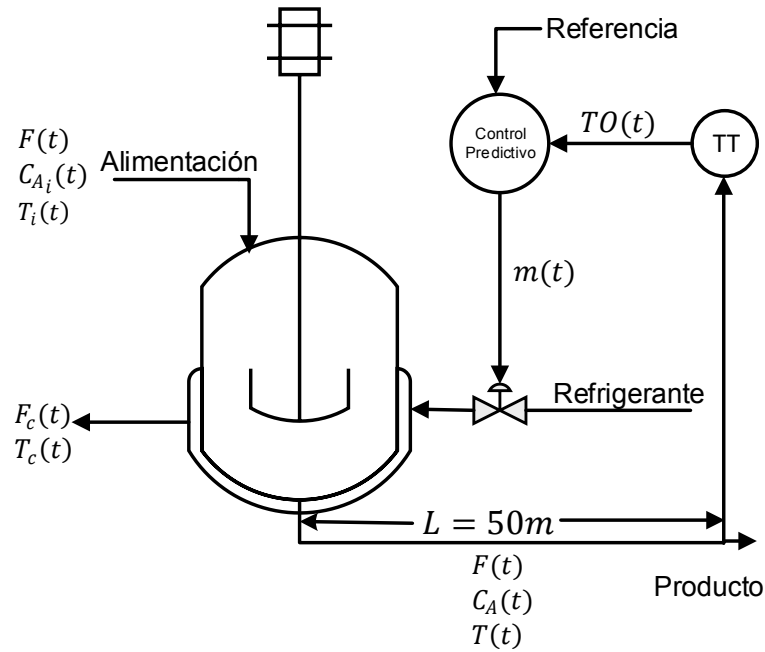 Referencia
Control
Predictivo
TO(t)
TT
F(t)
C_{A_i}(t)
T_i(t)
Alimentación
m(t)
Refrigerante
F_c(t)
T_c(t)
L = 50m
F(t)
C_A(t)
T(t)
Producto